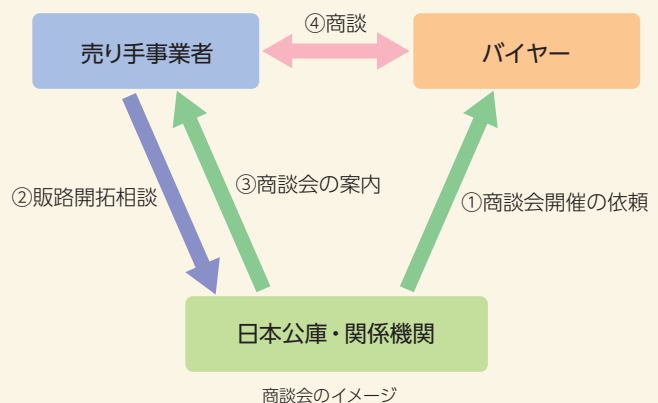 ④商談
売り手事業者
バイヤー
②販路開拓相談
③商談会の案内
①商談会開催の依頼
日本公庫・関係機関
商談会のイメージ